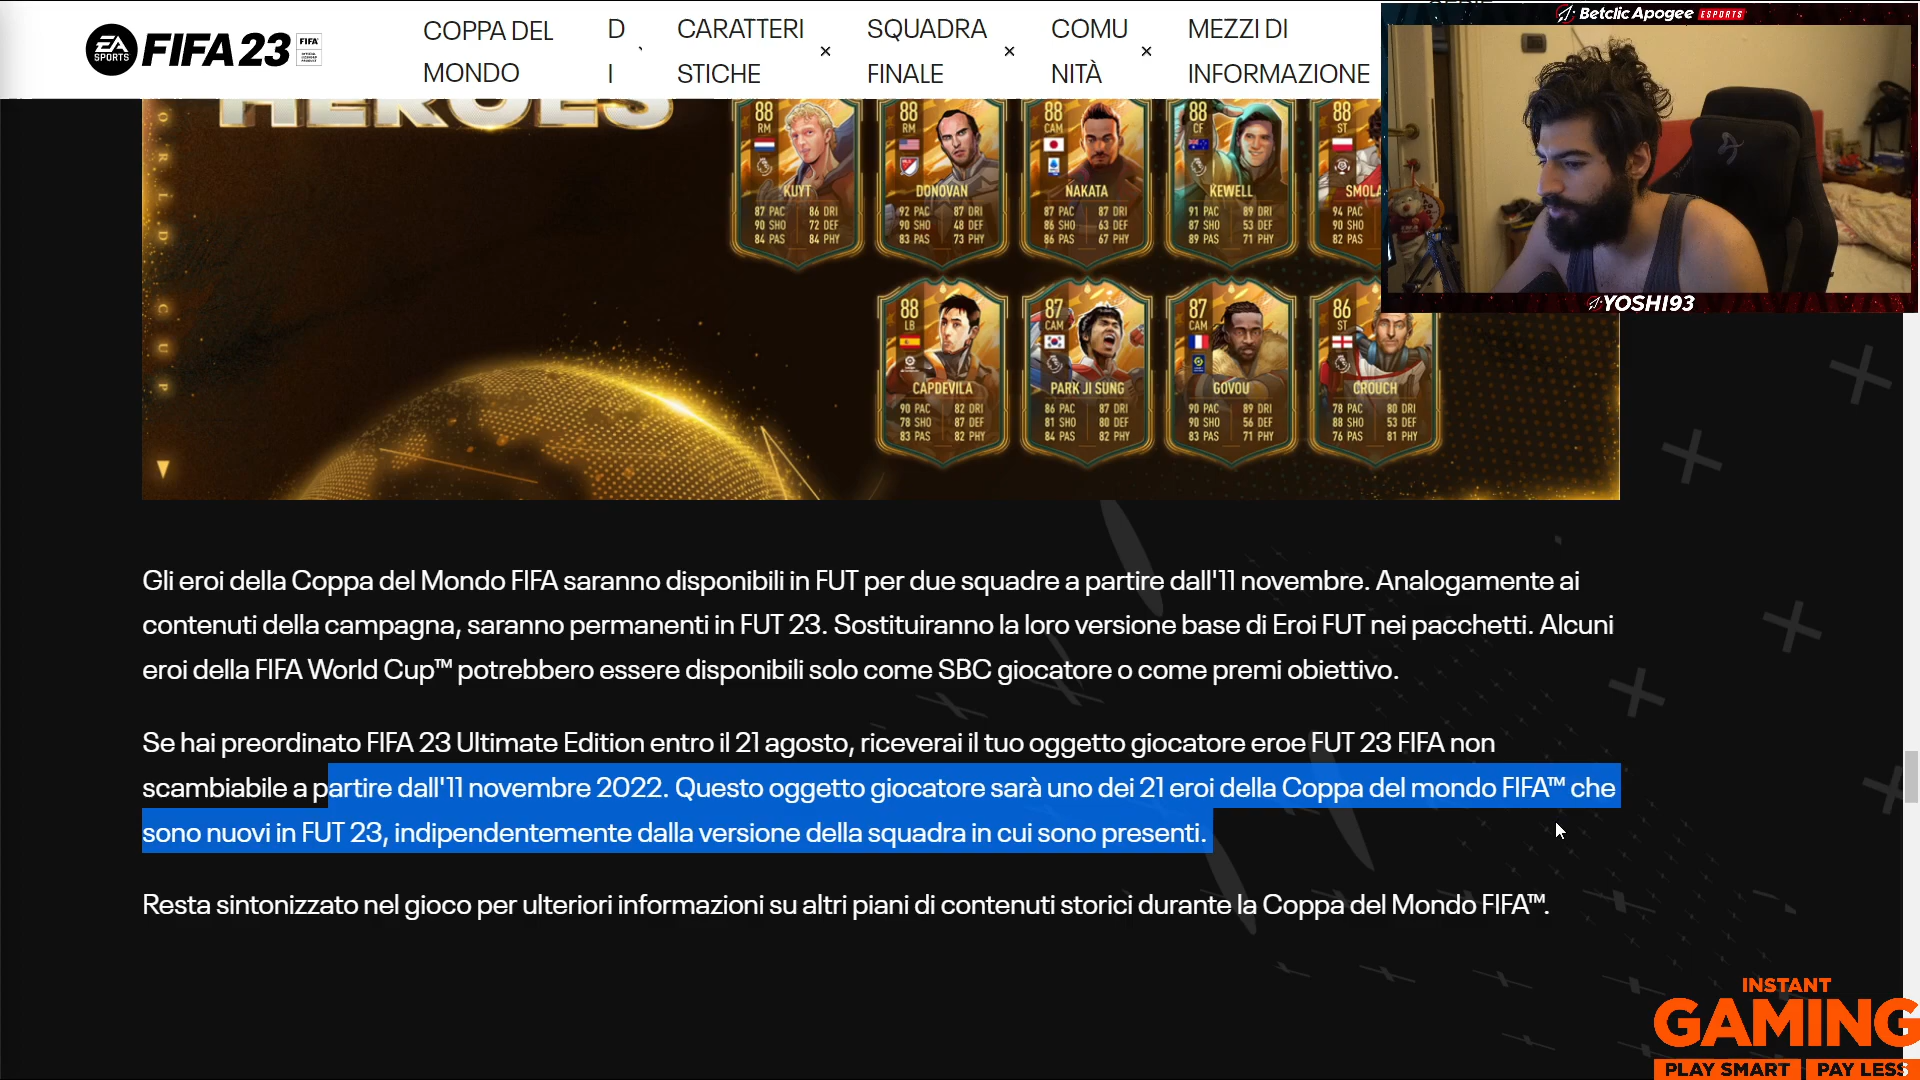 EA SPORTS FIFA 23 FIFA
COPPA DEL MONDO
D I
CARATTERI STICHE
SQUADRA FINALE
COMU NITÀ
MEZZI DI INFORMAZIONE
Betclic Apogee ESPORTS
YOSHI93
HEROES
ORLD CUP
88 RM KUYT
87 PAC 86 DRI
90 SHO 72 DEF
84 PAS 84 PHY
88 RM DONOVAN
92 PAC 87 DRI
90 SHO 48 DEF
83 PAS 73 PHY
88 CAM NAKATA
87 PAC 87 DRI
86 SHO 63 DEF
86 PAS 67 PHY
88 CF KEWELL
91 PAC 89 DRI
87 SHO 53 DEF
89 PAS 71 PHY
88 ST SMOLA
94 PAC
90 SHO
82 PAS
88 LB CAPDEVILA
90 PAC 82 DRI
78 SHO 87 DEF
83 PAS 82 PHY
87 CAM PARK JI SUNG
86 PAC 87 DRI
81 SHO 80 DEF
84 PAS 82 PHY
87 CAM GOVOU
90 PAC 89 DRI
90 SHO 56 DEF
83 PAS 71 PHY
86 ST CROUCH
78 PAC 80 DRI
88 SHO 53 DEF
76 PAS 81 PHY
Gli eroi della Coppa del Mondo FIFA saranno disponibili in FUT per due squadre a partire dall'11 novembre. Analogamente ai
contenuti della campagna, saranno permanenti in FUT 23. Sostituiranno la loro versione base di Eroi FUT nei pacchetti. Alcuni
eroi della FIFA World Cup™ potrebbero essere disponibili solo come SBC giocatore o come premi obiettivo.
Se hai preordinato FIFA 23 Ultimate Edition entro il 21 agosto, riceverai il tuo oggetto giocatore eroe FUT 23 FIFA non
scambiabile a partire dall'11 novembre 2022. Questo oggetto giocatore sarà uno dei 21 eroi della Coppa del mondo FIFA™ che
sono nuovi in FUT 23, indipendentemente dalla versione della squadra in cui sono presenti.
Resta sintonizzato nel gioco per ulteriori informazioni su altri piani di contenuti storici durante la Coppa del Mondo FIFA™.
INSTANT
GAMING
PLAY SMART | PAY LESS